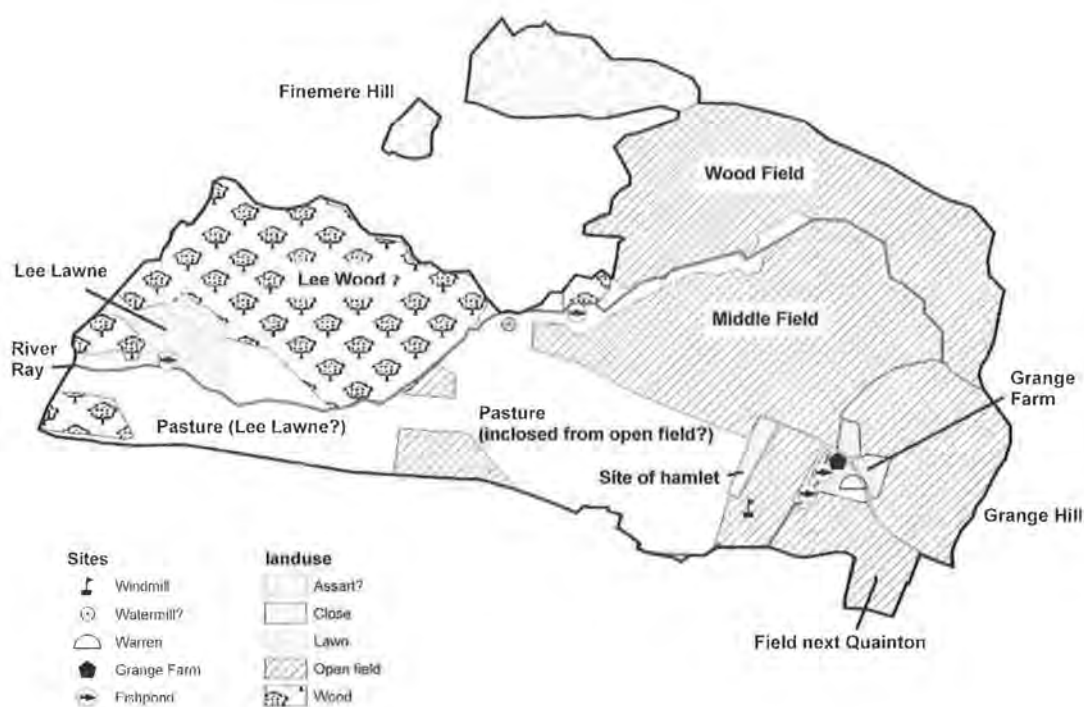 Finemere Hill
Wood Field
Lee Lawne
Lee Wood ?
Middle Field
River
Ray
Grange
Farm
Pasture (Lee Lawne?)
Pasture
(inclosed from open field?)
Site of hamlet
Grange Hill
Field next Quainton
Sites
Windmill
Watermill?
Warren
Grange Farm
Fishpond
landuse
Assart?
Close
Lawn
Open field
Wood